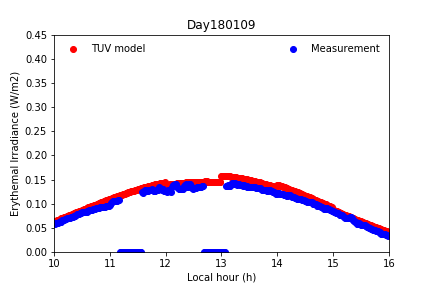 Day180109
TUV model
Measurement
Erythemal Irradiance (W/m2)
0.45
0.40
0.35
0.30
0.25
0.20
0.15
0.10
0.05
0.00
10 11 12 13 14 15 16
Local hour (h)